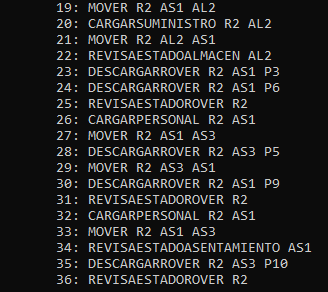 19: MOVER R2 AS1 AL2
20: CARGARSUMINISTRO R2 AL2
21: MOVER R2 AL2 AS1
22: REVISAESTADOALMACEN AL2
23: DESCARGARROVER R2 AS1 P3
24: DESCARGARROVER R2 AS1 P6
25: REVISAESTADOROVER R2
26: CARGARPERSONAL R2 AS1
27: MOVER R2 AS1 AS3
28: DESCARGARROVER R2 AS3 P5
29: MOVER R2 AS3 AS1
30: DESCARGARROVER R2 AS1 P9
31: REVISAESTADOROVER R2
32: CARGARPERSONAL R2 AS1
33: MOVER R2 AS1 AS3
34: REVISAESTADOASENTAMIENTO AS1
35: DESCARGARROVER R2 AS3 P10
36: REVISAESTADOROVER R2